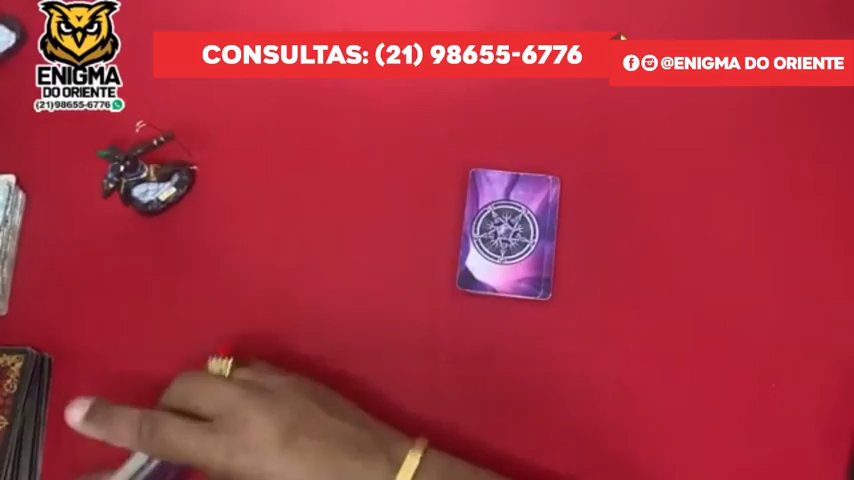 ENIGMA
DO ORIENTE
(21)98655-6776
CONSULTAS: (21) 98655-6776
@ENIGMA DO ORIENTE